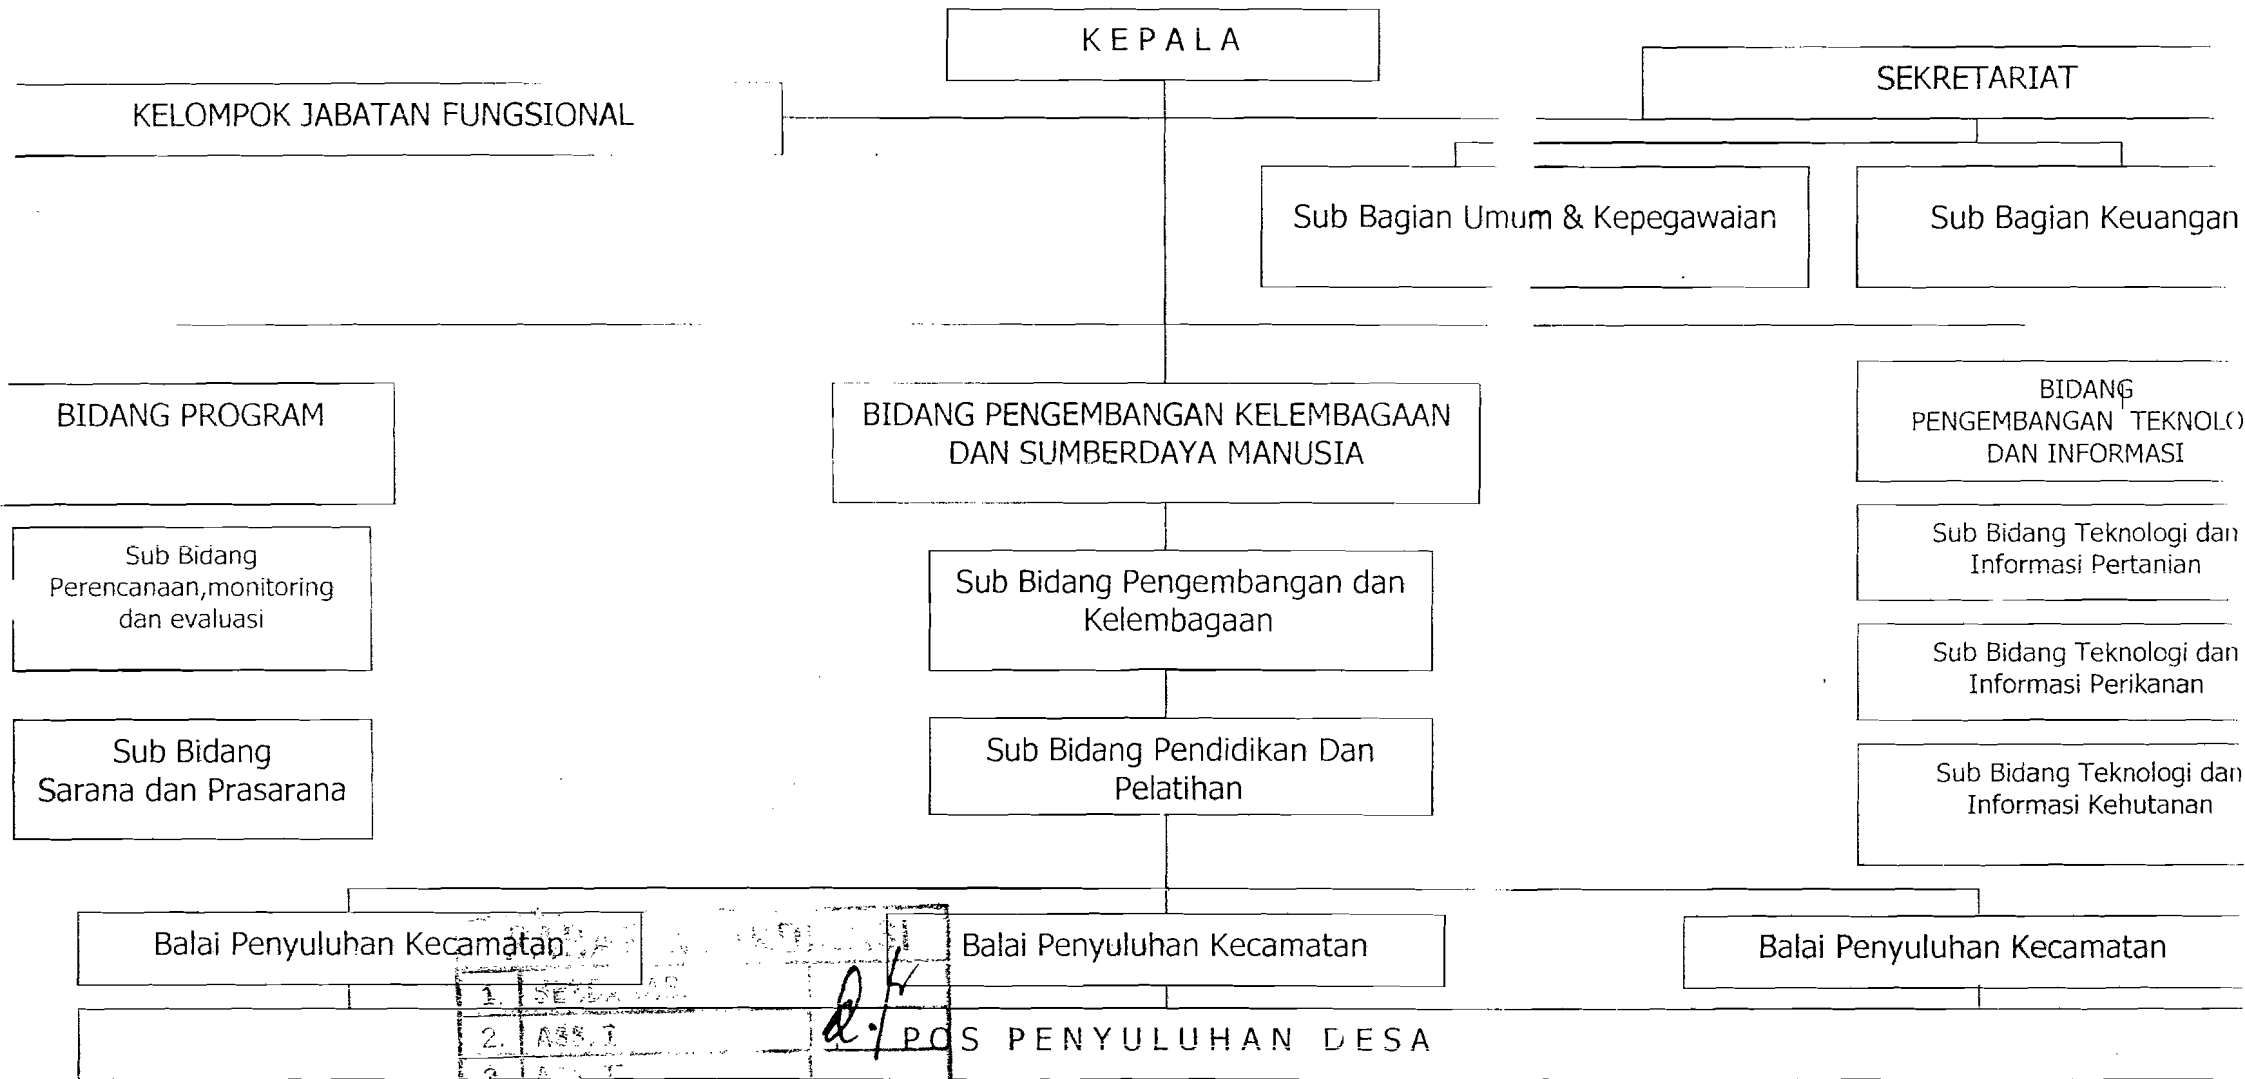 KEPALA
SEKRETARIAT
KELOMPOK JABATAN FUNGSIONAL
Sub Bagian Umum & Kepegawaian
Sub Bagian Keuangan
BIDANG PROGRAM
BIDANG PENGEMBANGAN KELEMBAGAAN
DAN SUMBERDAYA MANUSIA
BIDANG
PENGEMBANGAN TEKNOLO
DAN INFORMASI
Sub Bidang
Perencanaan,monitoring
dan evaluasi
Sub Bidang Pengembangan dan
Kelembagaan
Sub Bidang Teknologi dan
Informasi Pertanian
Sub Bidang Teknologi dan
Informasi Perikanan
Sub Bidang
Sarana dan Prasarana
Sub Bidang Pendidikan Dan
Pelatihan
Sub Bidang Teknologi dan
Informasi Kehutanan
Balai Penyuluhan Kecamatan
Balai Penyuluhan Kecamatan
Balai Penyuluhan Kecamatan
1.
2. ASS. I
POS PENYULUHAN DESA